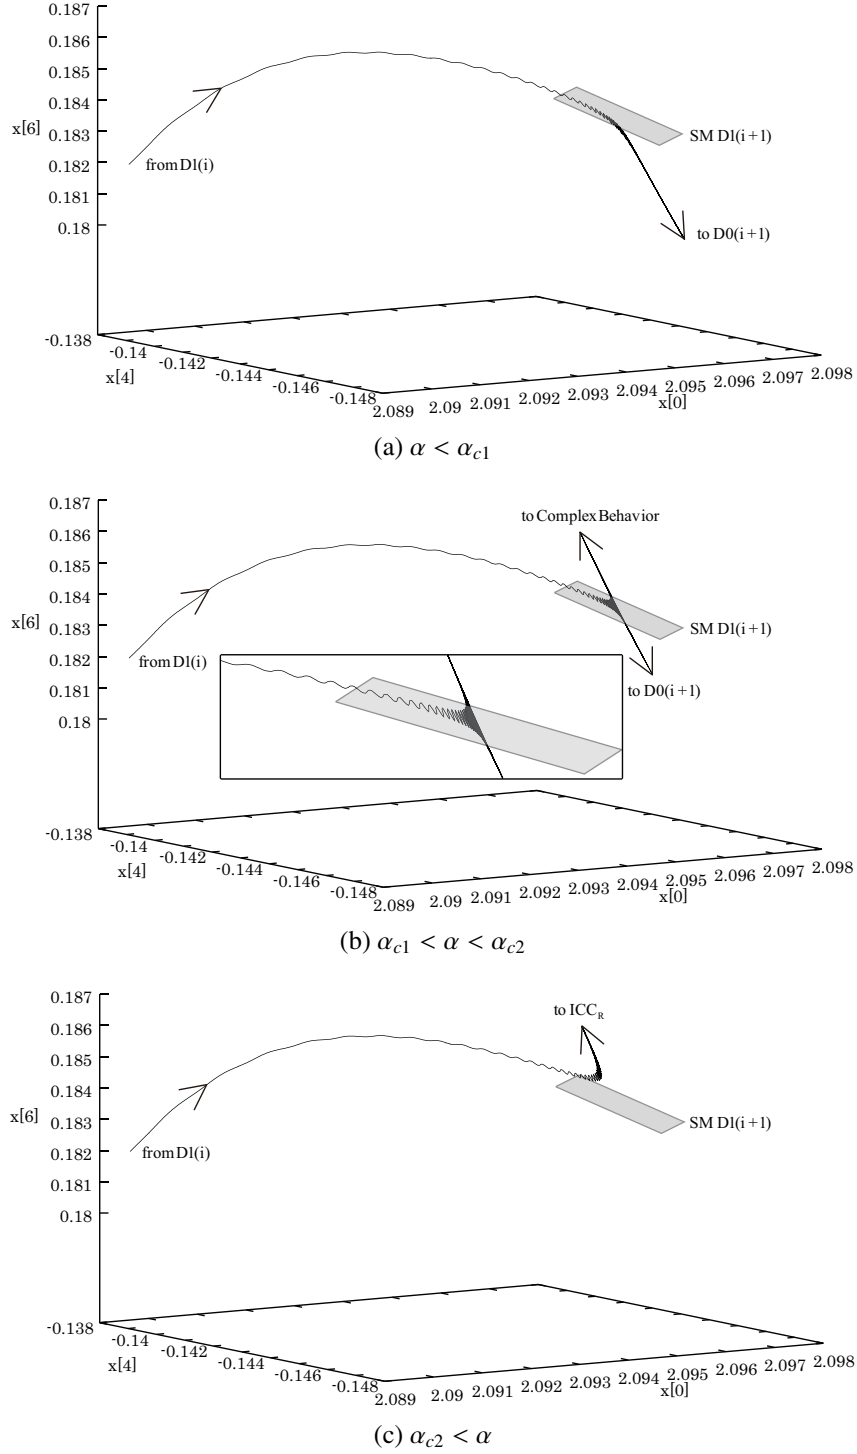 0.187
0.186
0.185
0.184
x[6] 0.183
0.182
0.181
0.18
from D1(i)
SM D1(i+1)
to D0(i+1)
-0.138
-0.14
-0.142
-0.144
-0.146
-0.148
x[4]
2.089 2.09 2.091 2.092 2.093 2.094 2.095 2.096 2.097 2.098
x[0]
(a) α < α_{c1}
0.187
0.186
0.185
0.184
x[6] 0.183
0.182
0.181
0.18
to Complex Behavior
SM D1(i+1)
from D1(i)
to D0(i+1)
-0.138
-0.14
-0.142
-0.144
-0.146
-0.148
x[4]
2.089 2.09 2.091 2.092 2.093 2.094 2.095 2.096 2.097 2.098
x[0]
(b) α_{c1} < α < α_{c2}
0.187
0.186
0.185
0.184
x[6] 0.183
0.182
0.181
0.18
to ICC_R
SM D1(i+1)
from D1(i)
-0.138
-0.14
-0.142
-0.144
-0.146
-0.148
x[4]
2.089 2.09 2.091 2.092 2.093 2.094 2.095 2.096 2.097 2.098
x[0]
(c) α_{c2} < α